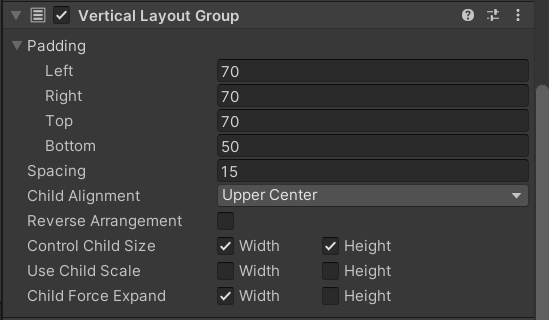 Vertical Layout Group
Padding
Left 70
Right 70
Top 70
Bottom 50
Spacing 15
Child Alignment Upper Center
Reverse Arrangement
Control Child Size Width Height
Use Child Scale Width Height
Child Force Expand Width Height